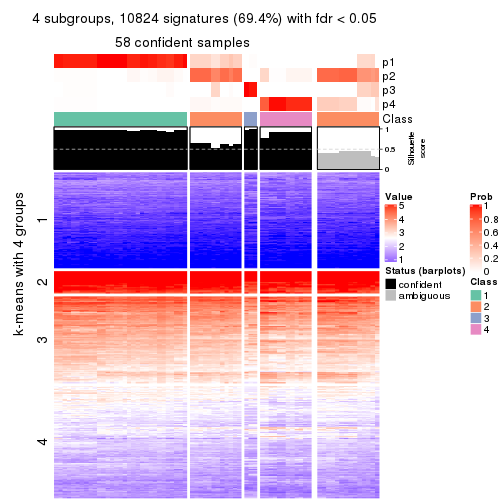 4 subgroups, 10824 signatures (69.4%) with fdr < 0.05
58 confident samples
p1
p2
p3
p4
Class
1
0.5
0
Silhouette
score
k-means with 4 groups
1
2
3
4
Value
5
4
3
2
1
Status (barplots)
confident
ambiguous
Prob
1
0.8
0.6
0.4
0.2
0
Class
1
2
3
4